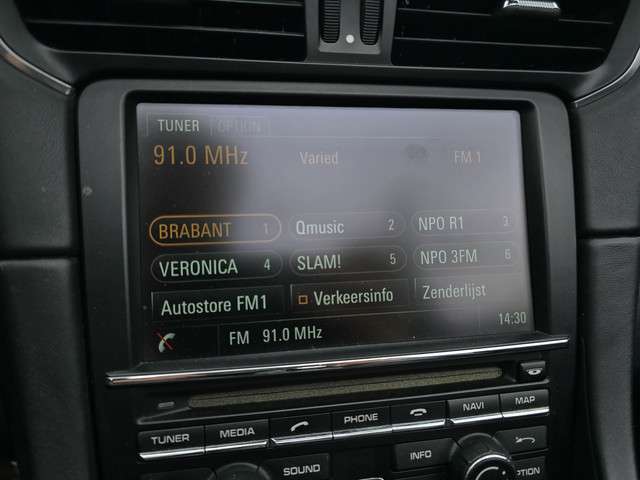 TUNER OPTION
91.0 MHz Varied FM 1
BRABANT 1 Qmusic 2 NPO R1 3
VERONICA 4 SLAM! 5 NPO 3FM 6
Autostore FM1 Verkeersinfo Zenderlijst
FM 91.0 MHz 14:30
TUNER MEDIA PHONE NAVI MAP
SOUND INFO OPTION